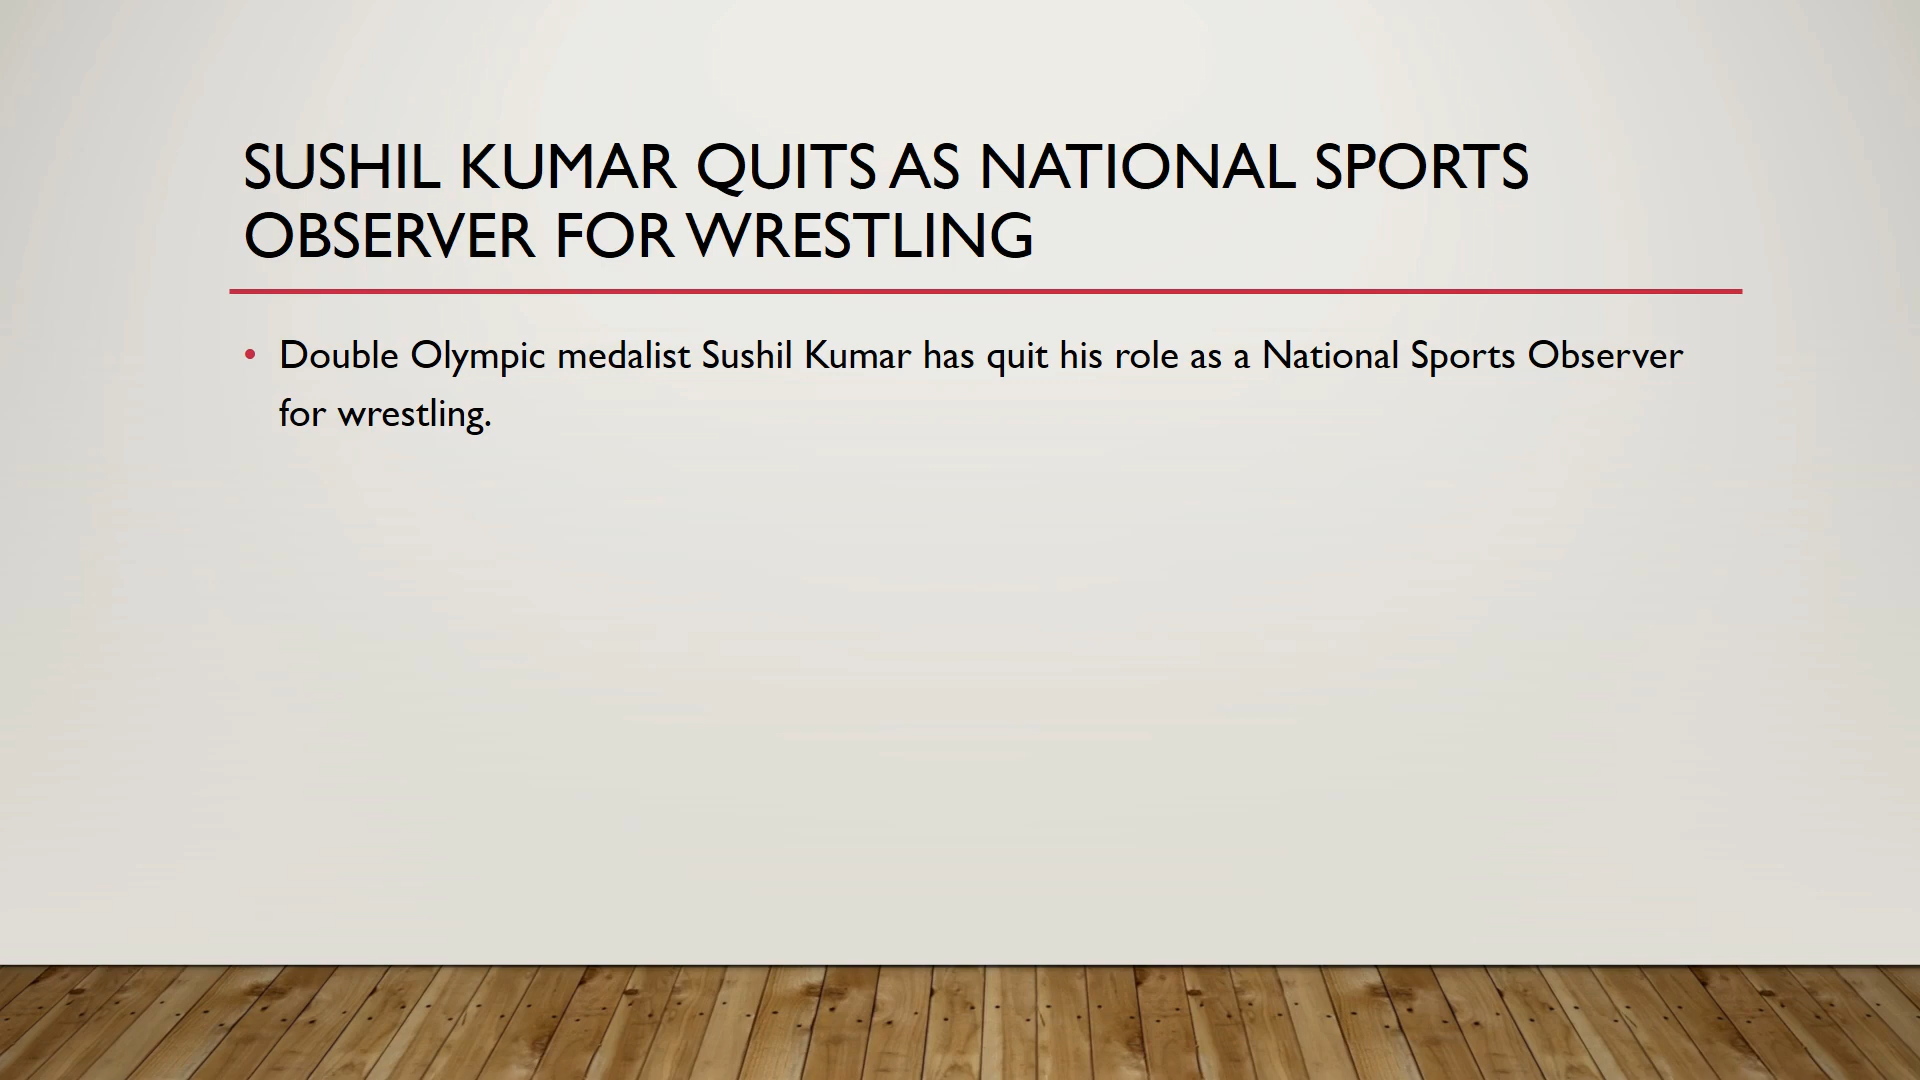 SUSHIL KUMAR QUITS AS NATIONAL SPORTS
OBSERVER FOR WRESTLING
• Double Olympic medalist Sushil Kumar has quit his role as a National Sports Observer
for wrestling.